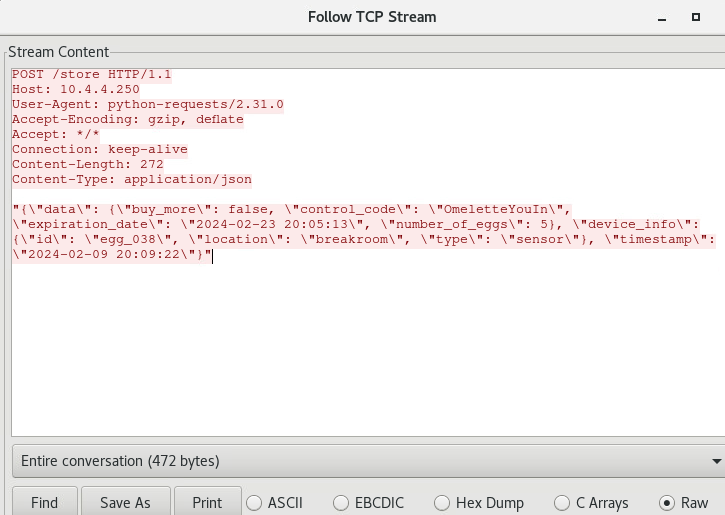 Follow TCP Stream
Stream Content
POST /store HTTP/1.1
Host: 10.4.4.250
User-Agent: python-requests/2.31.0
Accept-Encoding: gzip, deflate
Accept: */*
Connection: keep-alive
Content-Length: 272
Content-Type: application/json
"{\"data\": {\"buy_more\": false, \"control_code\": \"OmeletteYouIn\",
\"expiration_date\": \"2024-02-23 20:05:13\", \"number_of_eggs\": 5}, \"device_info\":
{\"id\": \"egg_038\", \"location\": \"breakroom\", \"type\": \"sensor\"}, \"timestamp\":
\"2024-02-09 20:09:22\"}"
Entire conversation (472 bytes)
Find Save As Print ASCII EBCDIC Hex Dump C Arrays Raw